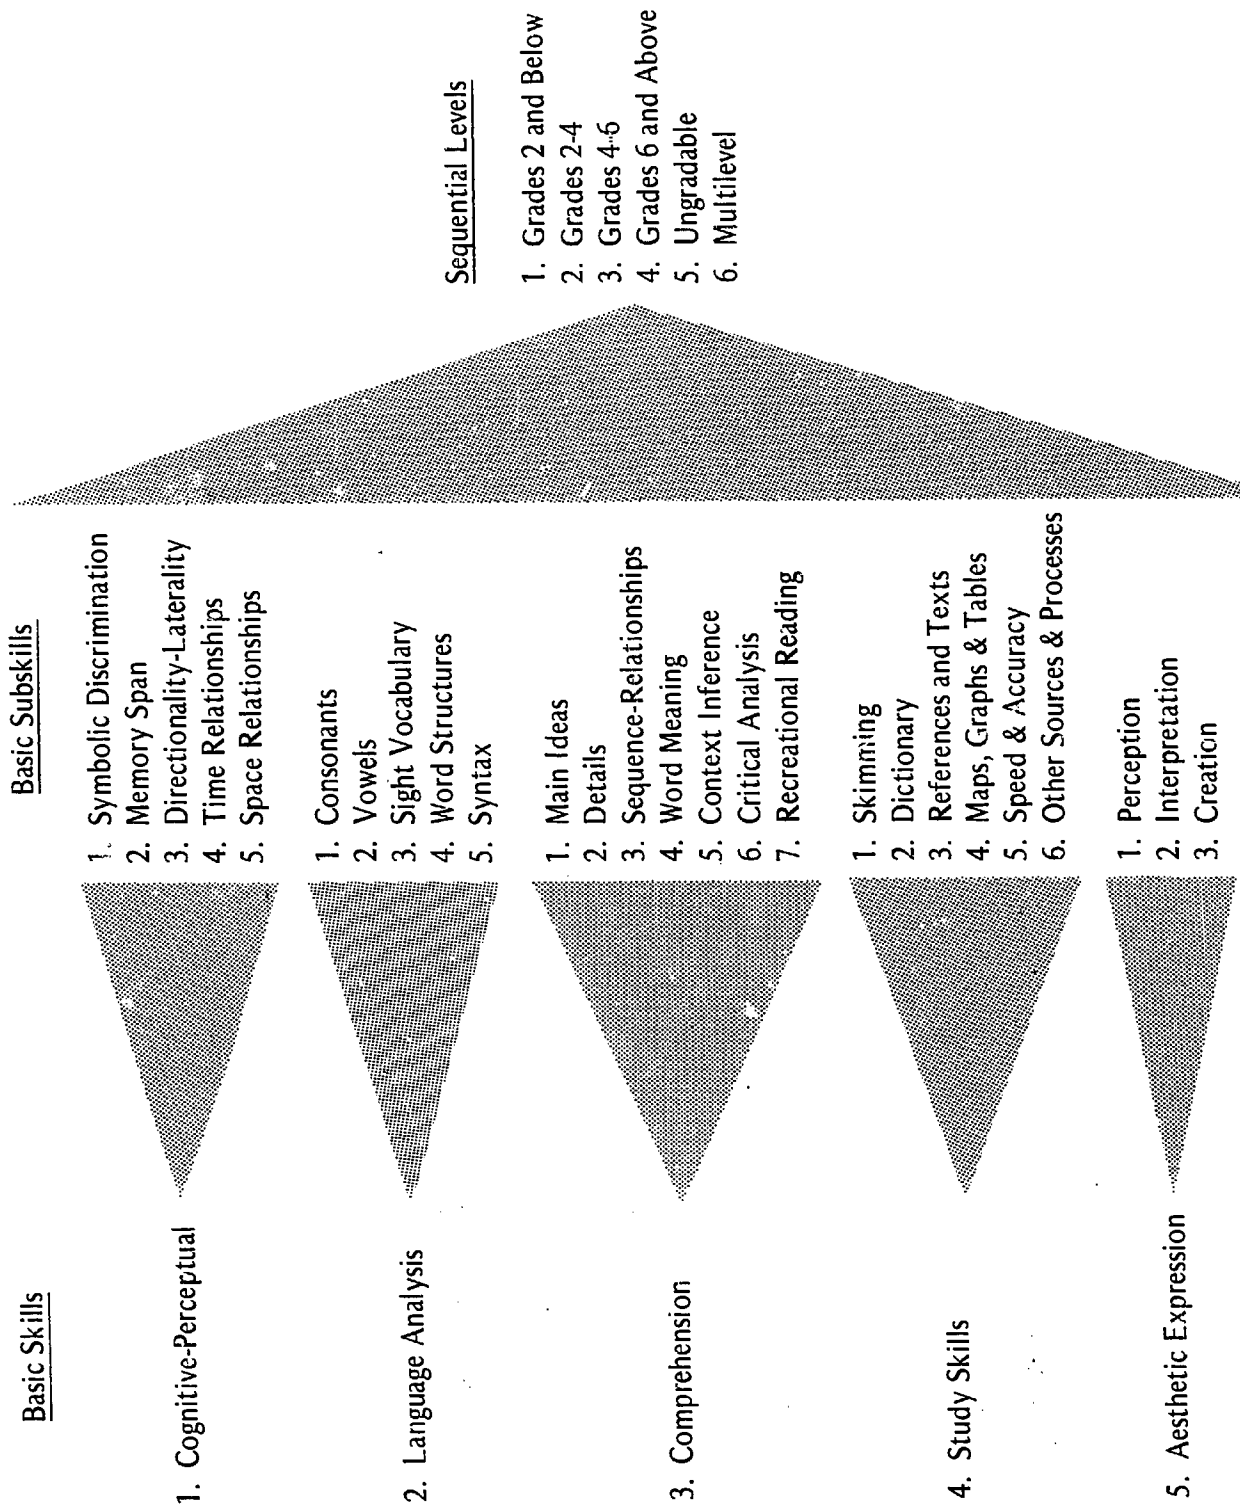 Basic Skills
1. Cognitive-Perceptual
2. Language Analysis
3. Comprehension
4. Study Skills
5. Aesthetic Expression
Basic Subskills
1. Symbolic Discrimination
2. Memory Span
3. Directionality-Laterality
4. Time Relationships
5. Space Relationships
1. Consonants
2. Vowels
3. Sight Vocabulary
4. Word Structures
5. Syntax
1. Main Ideas
2. Details
3. Sequence-Relationships
4. Word Meaning
5. Context Inference
6. Critical Analysis
7. Recreational Reading
1. Skimming
2. Dictionary
3. References and Texts
4. Maps, Graphs & Tables
5. Speed & Accuracy
6. Other Sources & Processes
1. Perception
2. Interpretation
3. Creation
Sequential Levels
1. Grades 2 and Below
2. Grades 2-4
3. Grades 4-6
4. Grades 6 and Above
5. Ungradable
6. Multilevel